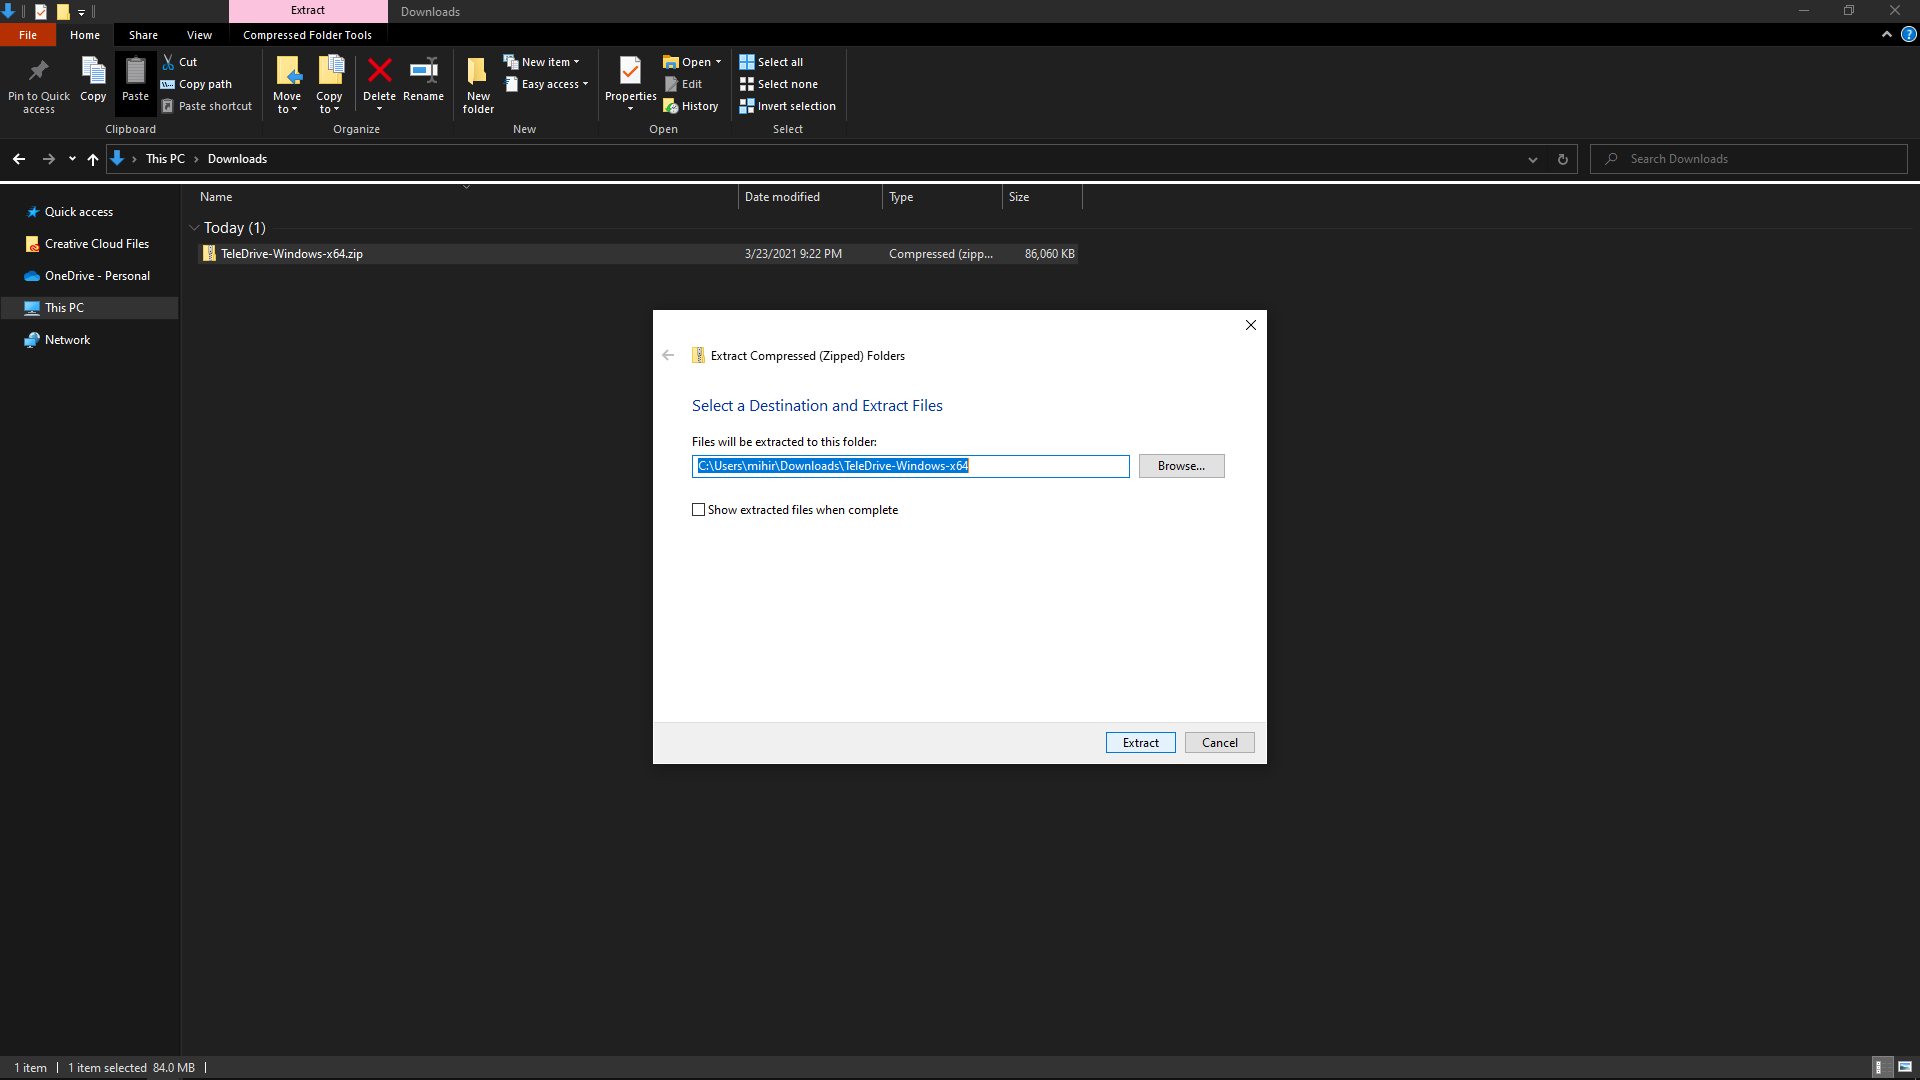 Extract
Downloads
File
Home
Share
View
Compressed Folder Tools
Pin to Quick access
Copy
Paste
Cut
Copy path
Paste shortcut
Clipboard
Move to
Copy to
Delete
Rename
Organize
New folder
New item
Easy access
New
Properties
Open
Edit
History
Open
Select all
Select none
Invert selection
Select
This PC
Downloads
Search Downloads
Quick access
Creative Cloud Files
OneDrive - Personal
This PC
Network
Name
Date modified
Type
Size
Today (1)
TeleDrive-Windows-x64.zip
3/23/2021 9:22 PM
Compressed (zipp...
86,060 KB
Extract Compressed (Zipped) Folders
Select a Destination and Extract Files
Files will be extracted to this folder:
C:\Users\mihir\Downloads\TeleDrive-Windows-x64
Browse...
Show extracted files when complete
Extract
Cancel
1 item
1 item selected 84.0 MB